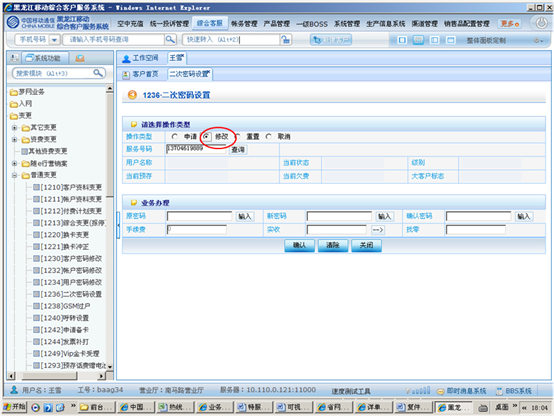 黑龙江移动综合客户服务系统 - Windows Internet Explorer
中国移动通信 CHINA MOBILE 黑龙江移动 综合客户服务系统 空中充值 统一投诉管理 综合客服 帐务管理 产品管理 一级BOSS 系统管理 生产信息系统 渠道管理 销售品配置管理 更多
手机号码 请输入手机号码查询 快速转入 (Alt+2) 整体面板定制
系统功能 工作空间 王雪
搜索模块 (Alt+3) 客户首页 二次密码设置
梦网业务
入网
变更
其它变更
资费变更
其他资费变更
随e行营销案
普通变更
[1210]客户资料变更
[1211]帐户资料变更
[1212]付费计划变更
[1213]综合变更(拆停)
[1220]换卡变更
[1221]换卡冲正
[1230]客户密码修改
[1232]帐户密码修改
[1234]用户密码修改
[1236]二次密码设置
[1238]GSM过户
[1240]呼转设置
[1242]申请备卡
[1244]发票补打
[1249]Vip金卡受理
[1293]预存话费赠电
1236·二次密码设置
请选择操作类型
操作类型 申请 修改 重置 取消
服务号码 13704519809 查询
用户名称 当前状态 级别
当前预存 当前欠费 大客户标志
业务办理
原密码 输入 新密码 输入 确认密码 输入
手续费 0 实收 --> 找零
确认 清除 关闭
用户名：王雪 工号：baag34 营业厅：南马路营业厅 服务器：10.110.0.121:11000 速度测试工具 即时消息系统 BBS系统
开始 前台... 中国... 热线... 业务... 特服... 可视... 省网... 详单... 复件... 黑龙... 桌面 18:04